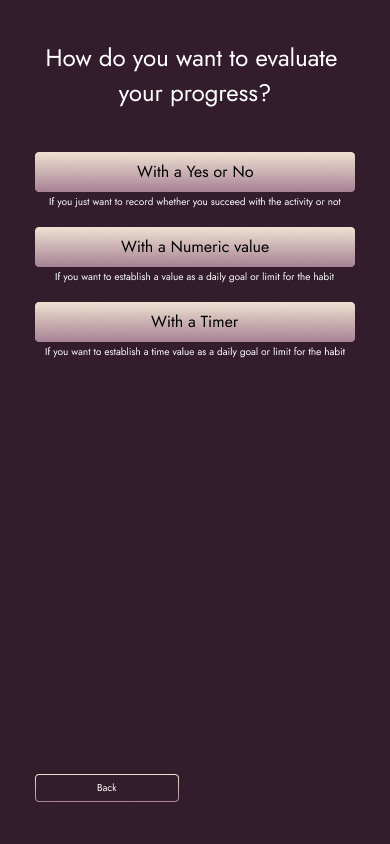 How do you want to evaluate
your progress?
With a Yes or No
If you just want to record whether you succeed with the activity or not
With a Numeric value
If you want to establish a value as a daily goal or limit for the habit
With a Timer
If you want to establish a time value as a daily goal or limit for the habit
Back